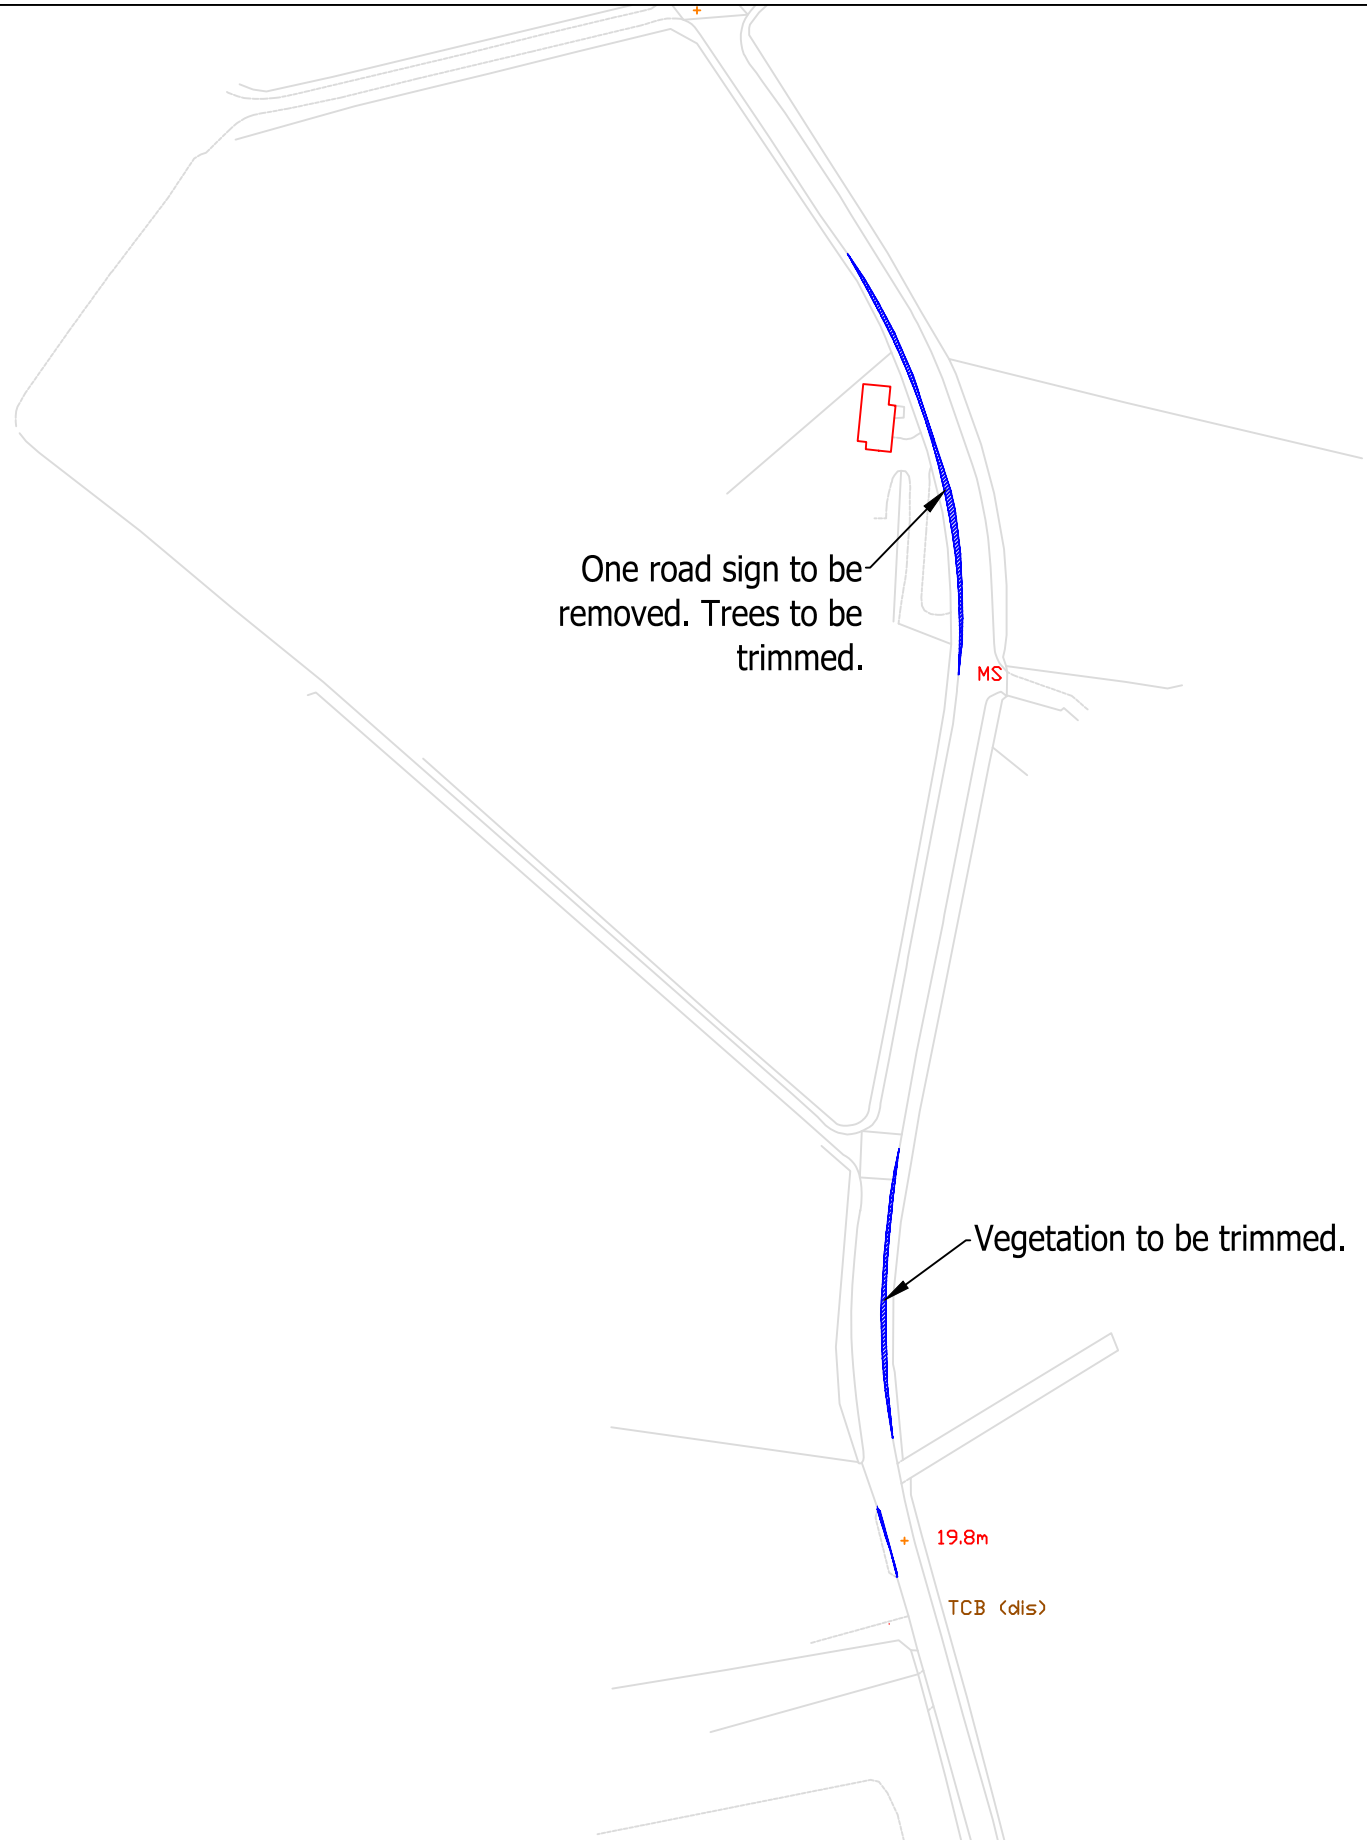 One road sign to be
removed. Trees to be
trimmed.
MS
Vegetation to be trimmed.
19.8m
TCB (dis)